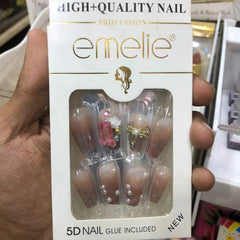 HIGH+QUALITY NAIL
PROFESSION
emelie®
5D NAIL GLUE INCLUDED
NEW